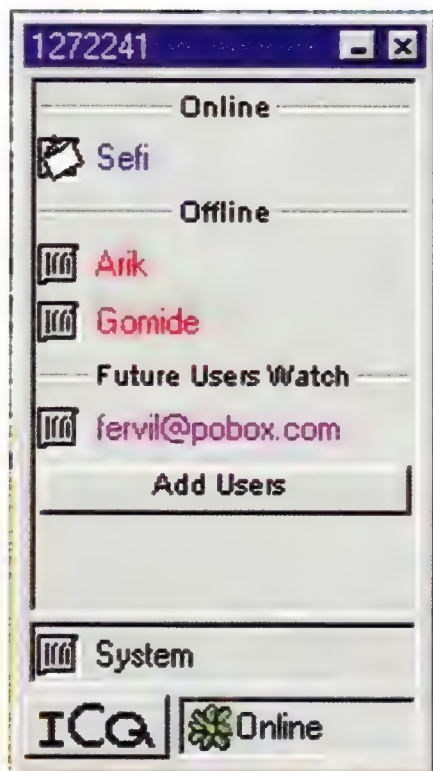 1272241
Online
Sefi
Offline
Arik
Gomide
Future Users Watch
fervil@pobox.com
Add Users
System
ICQ
Online